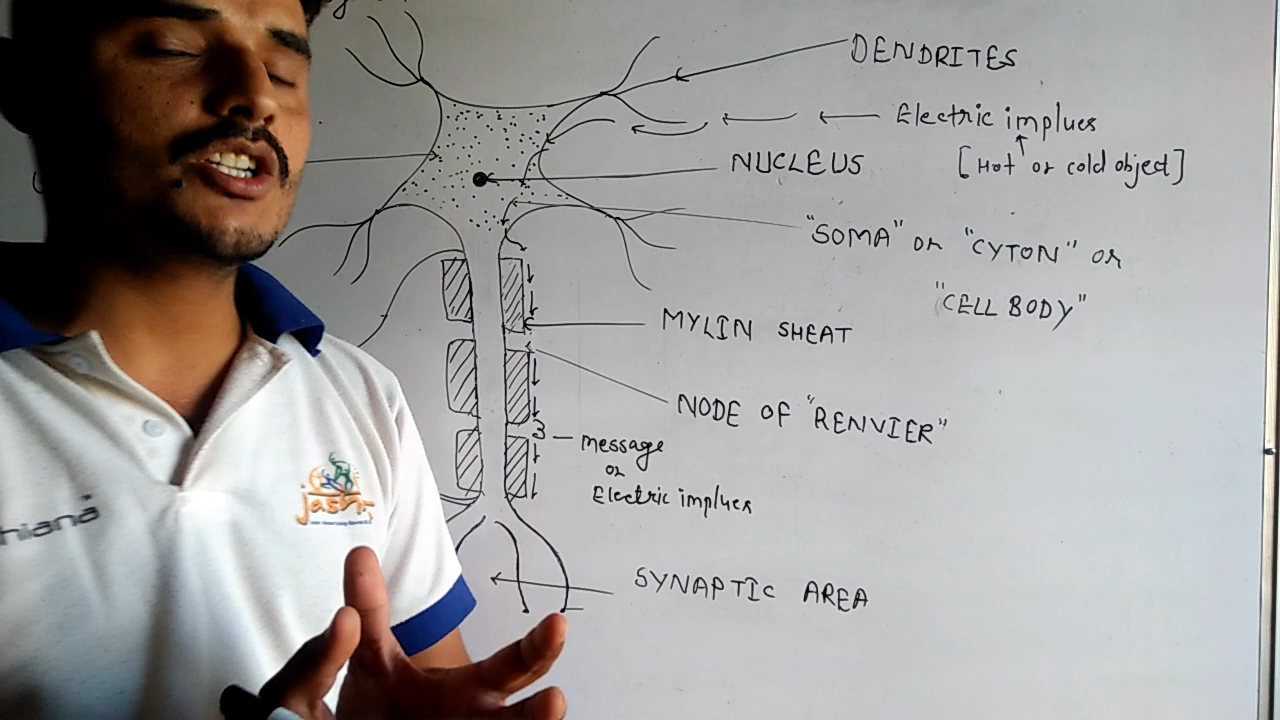 DENDRITES
Electric implues
[Hot or cold object]
NUCLEUS
"SOMA" or "CYTON" or
"CELL BODY"
MYLIN SHEAT
NODE OF "RENVIER"
message
or
Electric implues
SYNAPTIC AREA
hiana
jash